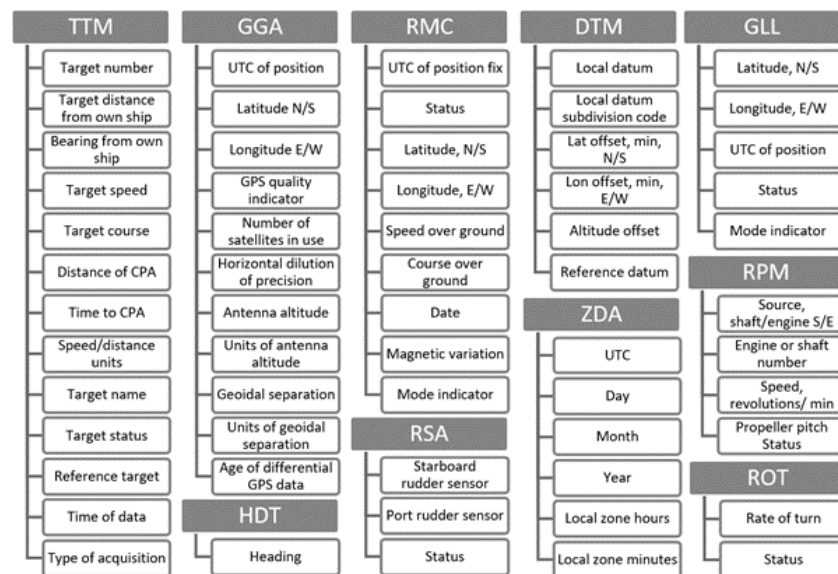 TTM
Target number
Target distance
from own ship
Bearing from own
ship
Target speed
Target course
Distance of CPA
Time to CPA
Speed/distance
units
Target name
Target status
Reference target
Time of data
Type of acquisition
GGA
UTC of position
Latitude N/S
Longitude E/W
GPS quality
indicator
Number of
satellites in use
Horizontal dilution
of precision
Antenna altitude
Units of antenna
altitude
Geoidal separation
Units of geoidal
separation
Age of differential
GPS data
HDT
Heading
RMC
UTC of position fix
Status
Latitude, N/S
Longitude, E/W
Speed over ground
Course over
ground
Date
Magnetic variation
Mode indicator
RSA
Starboard
rudder sensor
Port rudder sensor
Status
DTM
Local datum
Local datum
subdivision code
Lat offset, min,
N/S
Lon offset, min,
E/W
Altitude offset
Reference datum
ZDA
UTC
Day
Month
Year
Local zone hours
Local zone minutes
GLL
Latitude, N/S
Longitude, E/W
UTC of position
Status
Mode indicator
RPM
Source,
shaft/engine S/E
Engine or shaft
number
Speed,
revolutions/ min
Propeller pitch
Status
ROT
Rate of turn
Status